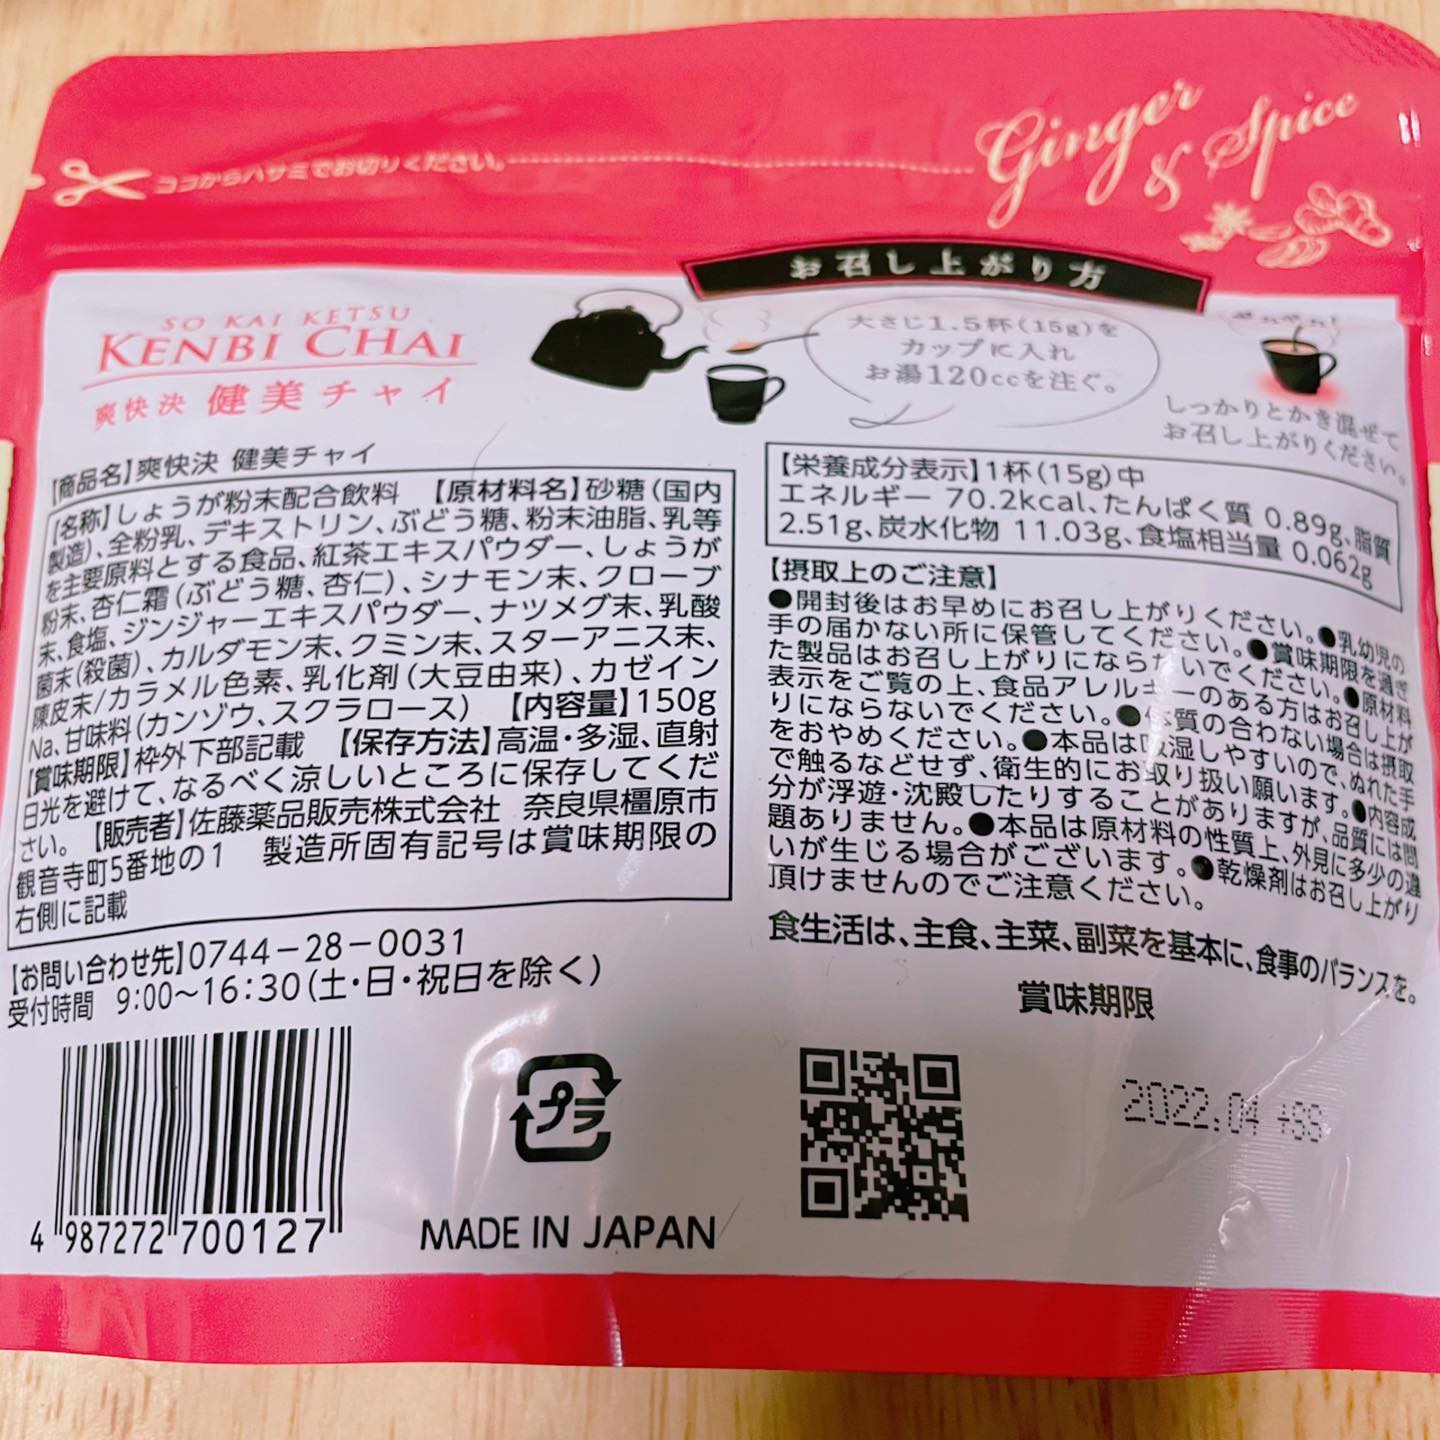 ココからハサミでお切りください。
Ginger
& Spice
お召し上がり方
SO KAI KETSU
KENBI CHAI
爽快決 健美チャイ
大さじ1.5杯(15g)を
カップに入れ
お湯120ccを注ぐ。
しっかりとかき混ぜて
お召し上がりください。
【商品名】爽快決 健美チャイ
【名称】しょうが粉末配合飲料 【原材料名】砂糖(国内
製造)、全粉乳、デキストリン、ぶどう糖、粉末油脂、乳等
を主要原料とする食品、紅茶エキスパウダー、しょうが
粉末、杏仁霜(ぶどう糖、杏仁)、シナモン末、クローブ
末、食塩、ジンジャーエキスパウダー、ナツメグ末、乳酸
菌末(殺菌)、カルダモン末、クミン末、スターアニス末、
陳皮末/カラメル色素、乳化剤(大豆由来)、カゼイン
Na、甘味料(カンゾウ、スクラロース) 【内容量】150g
【賞味期限】枠外下部記載 【保存方法】高温・多湿、直射
日光を避けて、なるべく涼しいところに保存してくだ
さい。 【販売者】佐藤薬品販売株式会社 奈良県橿原市
観音寺町5番地の1 製造所固有記号は賞味期限の
右側に記載
【お問い合わせ先】0744-28-0031
受付時間 9:00〜16:30(土・日・祝日を除く)
【栄養成分表示】1杯(15g)中
エネルギー 70.2kcal、たんぱく質 0.89g、脂質
2.51g、炭水化物 11.03g、食塩相当量 0.062g
【摂取上のご注意】
●開封後はお早めにお召し上がりください。●乳幼児の
手の届かない所に保管してください。●賞味期限を過ぎ
た製品はお召し上がりにならないでください。●原材料
表示をご覧の上、食品アレルギーのある方はお召し上が
りにならないでください。●体質の合わない場合は摂取
をおやめください。●本品は吸湿しやすいので、ぬれた手
で触るなどせず、衛生的にお取り扱い願います。●内容成
分が浮遊・沈殿したりすることがありますが、品質には問
題ありません。●本品は原材料の性質上、外見に多少の違
いが生じる場合がございます。●乾燥剤はお召し上がり
頂けませんのでご注意ください。
食生活は、主食、主菜、副菜を基本に、食事のバランスを。
賞味期限
2022.04 +SS
プラ
MADE IN JAPAN
4 987272 700127